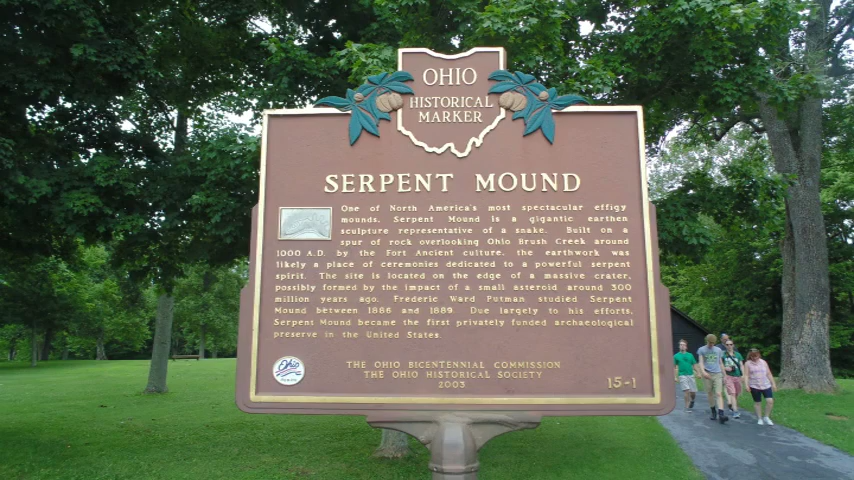 OHIO
HISTORICAL
MARKER
SERPENT MOUND
One of North America's most spectacular effigy
mounds, Serpent Mound is a gigantic earthen
sculpture representative of a snake. Built on a
spur of rock overlooking Ohio Brush Creek around
1000 A.D. by the Fort Ancient culture, the earthwork was
likely a place of ceremonies dedicated to a powerful serpent
spirit. The site is located on the edge of a massive crater,
possibly formed by the impact of a small asteroid around 300
million years ago. Frederic Ward Putman studied Serpent
Mound between 1886 and 1889. Due largely to his efforts,
Serpent Mound became the first privately funded archaeological
preserve in the United States.
Ohio
THE OHIO BICENTENNIAL COMMISSION
THE OHIO HISTORICAL SOCIETY
2003
15-1